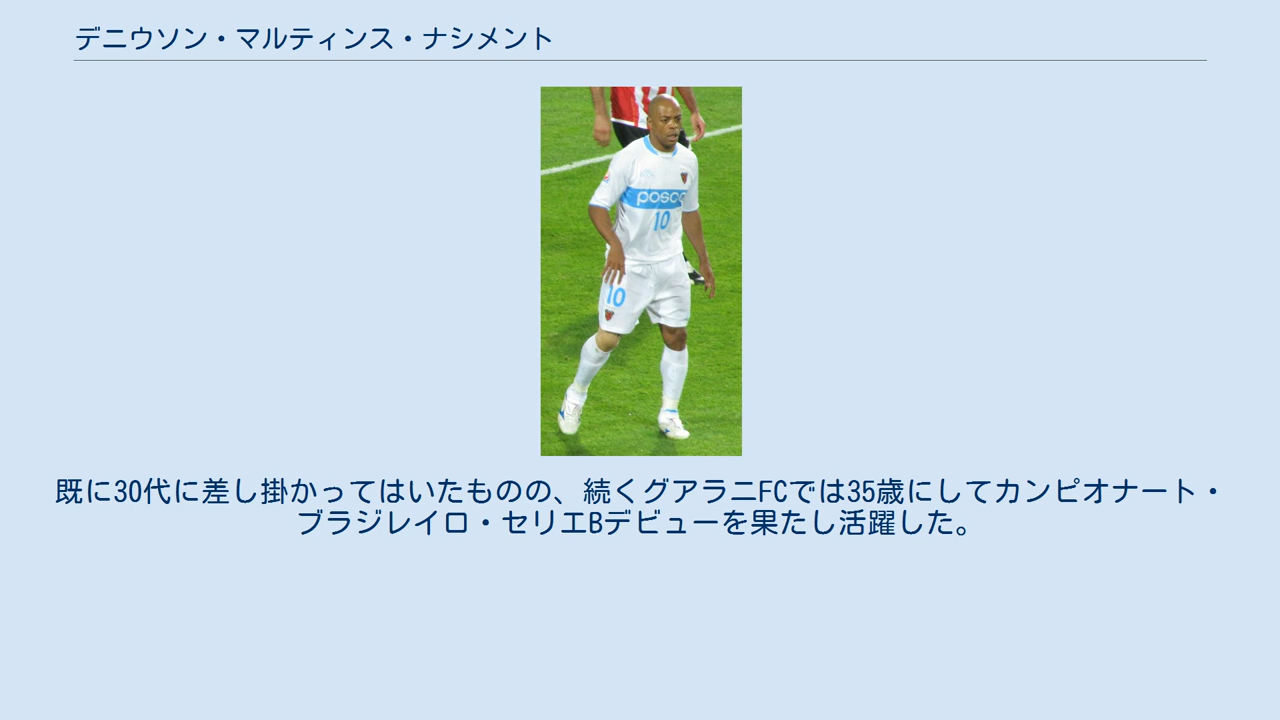 デニウソン・マルティンス・ナシメント
posco
10
10
既に30代に差し掛かってはいたものの、続くグアラニFCでは35歳にしてカンピオナート・
ブラジレイロ・セリエBデビューを果たし活躍した。